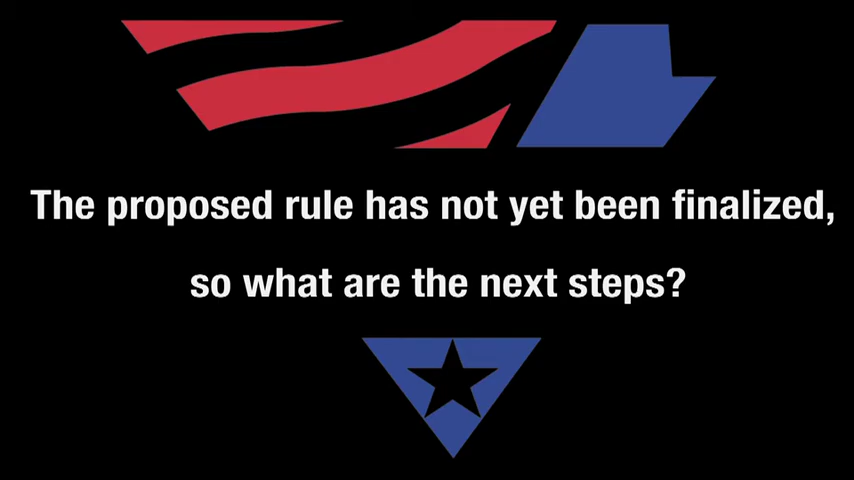 The proposed rule has not yet been finalized,
so what are the next steps?